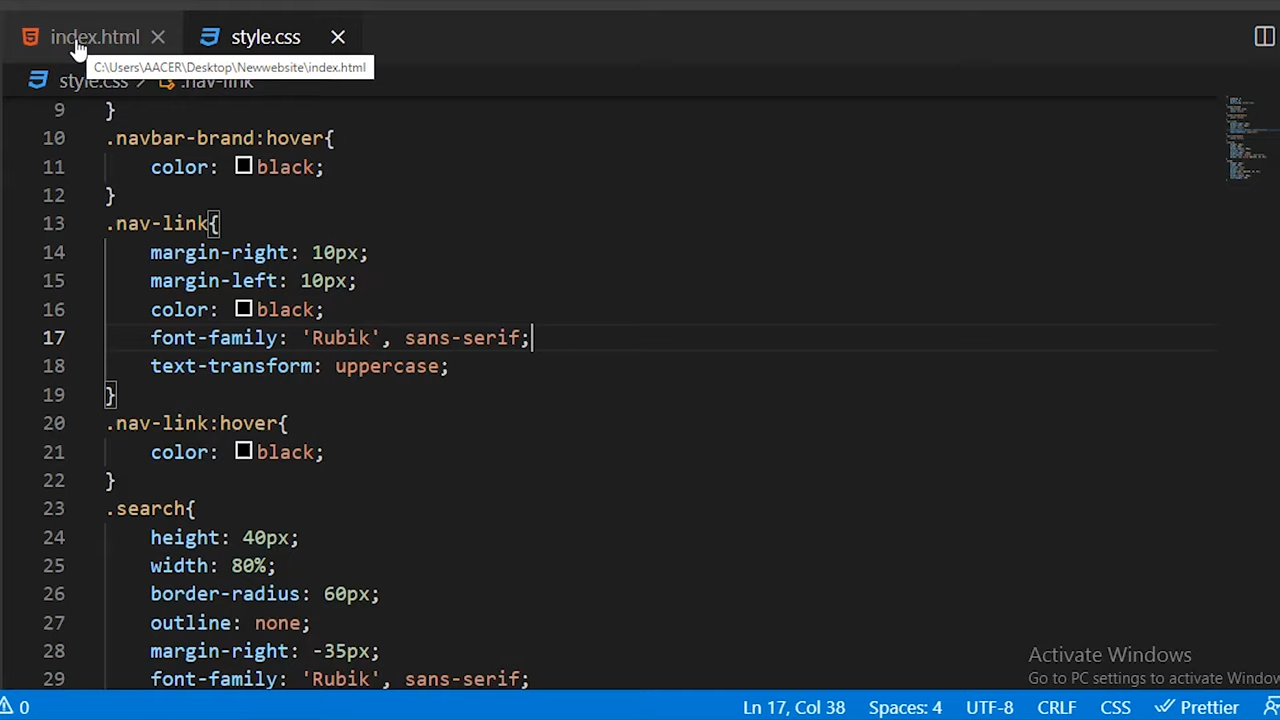 index.html style.css
C:\Users\AACER\Desktop\Newwebsite\index.html
style.css > .nav-link
9 }
10 .navbar-brand:hover{
11 color: black;
12 }
13 .nav-link{
14 margin-right: 10px;
15 margin-left: 10px;
16 color: black;
17 font-family: 'Rubik', sans-serif;
18 text-transform: uppercase;
19 }
20 .nav-link:hover{
21 color: black;
22 }
23 .search{
24 height: 40px;
25 width: 80%;
26 border-radius: 60px;
27 outline: none;
28 margin-right: -35px;
29 font-family: 'Rubik', sans-serif;
Activate Windows
Go to PC settings to activate Windo
0 Ln 17, Col 38 Spaces: 4 UTF-8 CRLF CSS Prettier